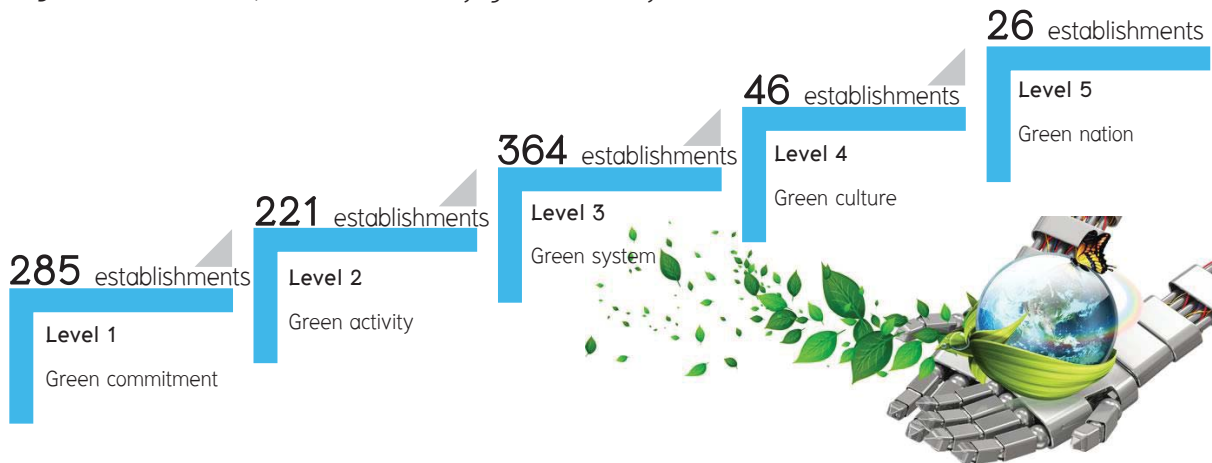 285 establishments
Level 1
Green commitment
221 establishments
Level 2
Green activity
364 establishments
Level 3
Green system
46 establishments
Level 4
Green culture
26 establishments
Level 5
Green nation